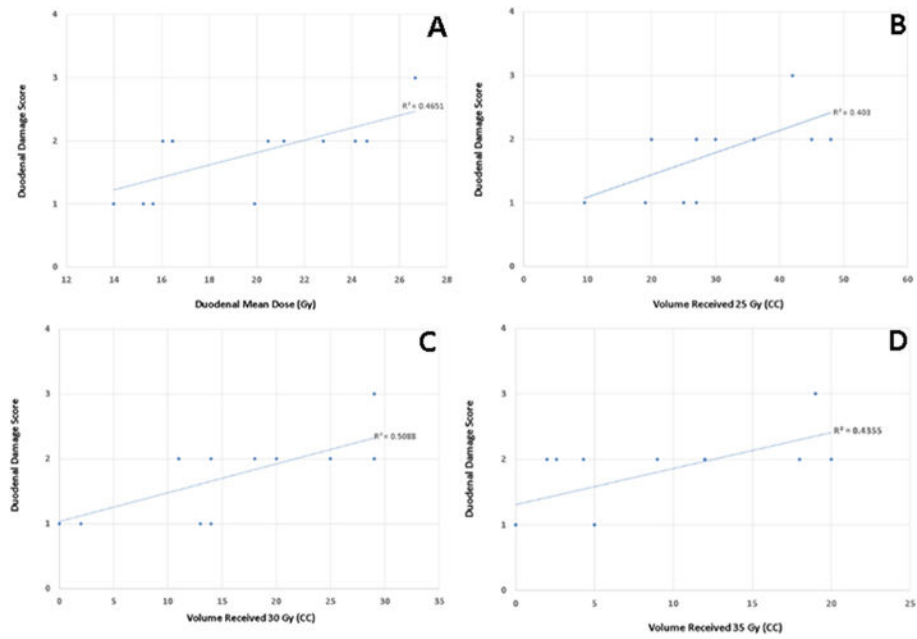 A
Duodenal Damage Score
4
3
2
1
0
R² = 0.4651
12 14 16 18 20 22 24 26 28
Duodenal Mean Dose (Gy)
B
Duodenal Damage Score
4
3
2
1
0
R² = 0.403
0 10 20 30 40 50 60
Volume Received 25 Gy (CC)
C
Duodenal Damage Score
4
3
2
1
0
R² = 0.5088
0 5 10 15 20 25 30 35
Volume Received 30 Gy (CC)
D
Duodenal Damage Score
4
3
2
1
0
R² = 0.4355
0 5 10 15 20 25
Volume Received 35 Gy (CC)